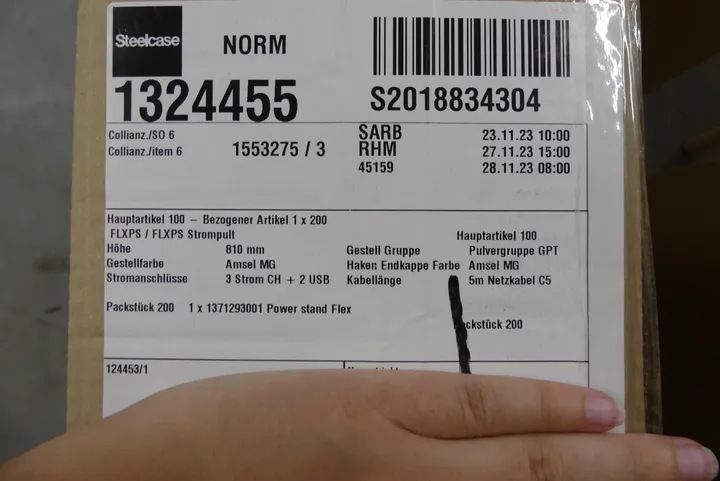 Steelcase
NORM
1324455
S2018834304
Collianz./SO 6
Collianz./item 6
1553275 / 3
SARB 23.11.23 10:00
RHM 27.11.23 15:00
45159 28.11.23 08:00
Hauptartikel 100 – Bezogener Artikel 1 x 200
FLXPS / FLXPS Strompult Hauptartikel 100
Höhe 810 mm Gestell Gruppe Pulvergruppe GPT
Gestellfarbe Amsel MG Haken Endkappe Farbe Amsel MG
Stromanschlüsse 3 Strom CH + 2 USB Kabellänge 5m Netzkabel C5
Packstück 200 1 x 1371293001 Power stand Flex
ckstück 200
124453/1